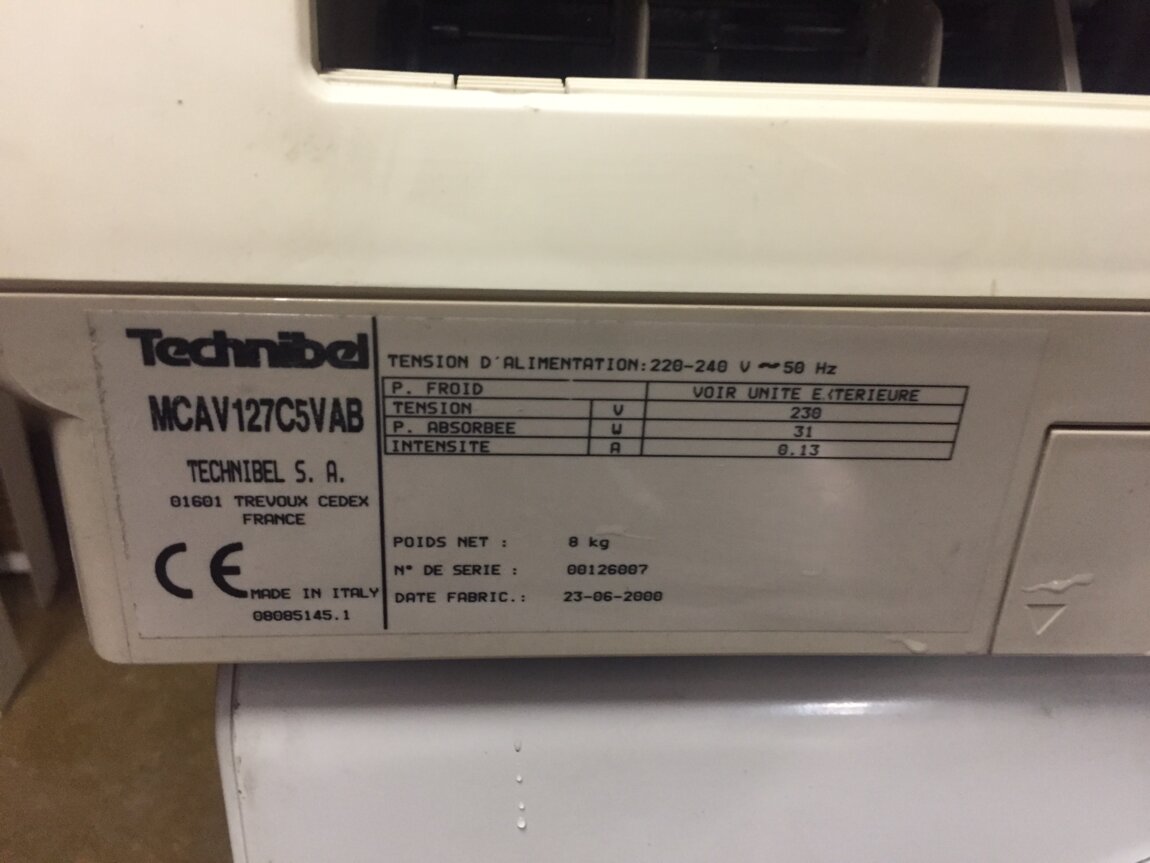 Technibel
MCAV127C5VAB
TECHNIBEL S. A.
01601 TREVOUX CEDEX
FRANCE
CE
MADE IN ITALY
08085145.1
TENSION D'ALIMENTATION: 220-240 V ~ 50 Hz
P. FROID VOIR UNITE EXTERIEURE
TENSION V 230
P. ABSORBEE W 31
INTENSITE A 0.13
POIDS NET : 8 kg
N° DE SERIE : 00126007
DATE FABRIC.: 23-06-2000